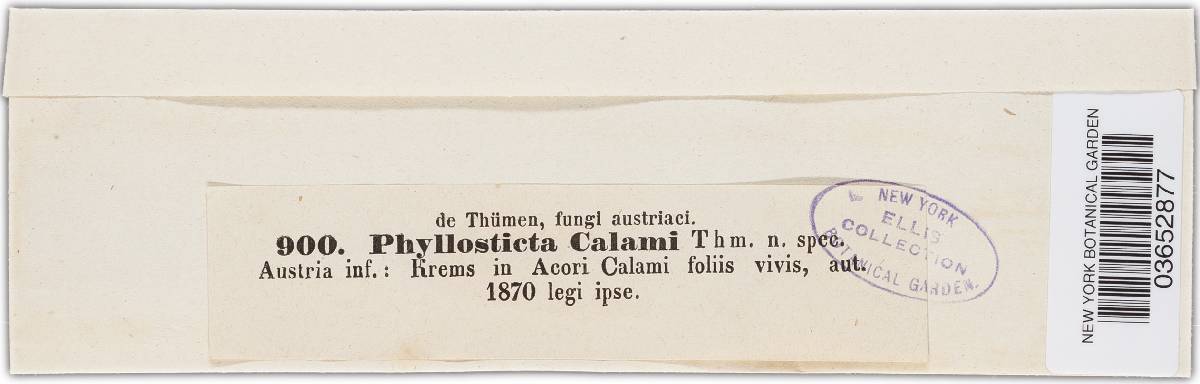 de Thümen, fungi austriaci.
900. Phyllosticta Calami Thm. n. spec.
Austria inf.: Krems in Acori Calami foliis vivis, aut.
1870 legi ipse.
NEW YORK
ELLIS
COLLECTION
BOTANICAL GARDEN.
NEW YORK BOTANICAL GARDEN
03652877